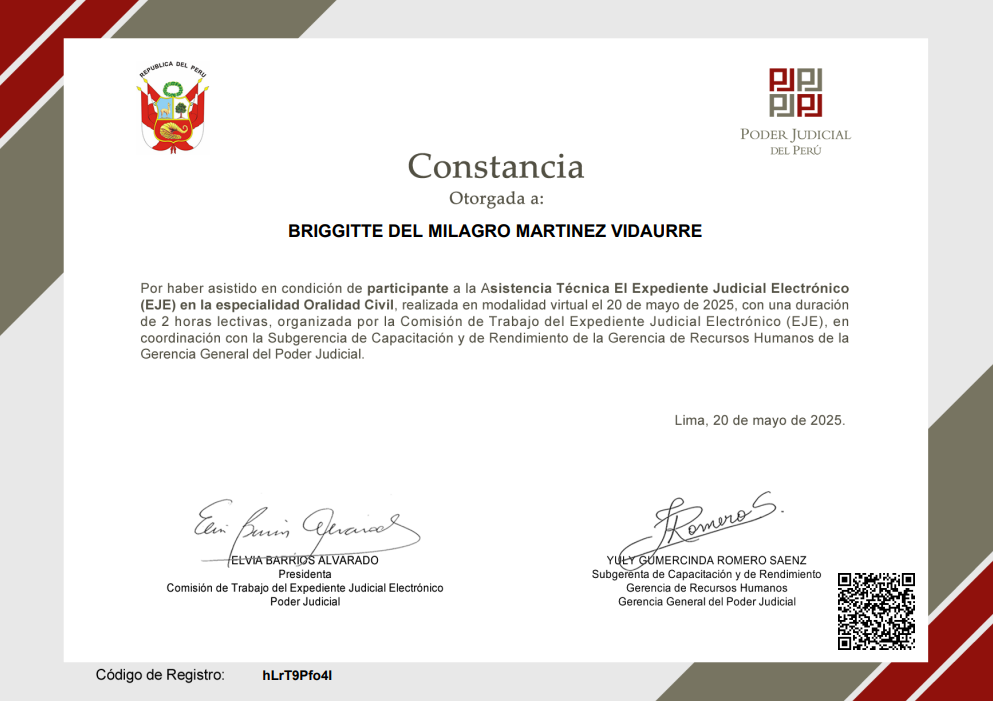 REPUBLICA DEL PERU
PODER JUDICIAL
DEL PERÚ
Constancia
Otorgada a:
BRIGGITTE DEL MILAGRO MARTINEZ VIDAURRE
Por haber asistido en condición de participante a la Asistencia Técnica El Expediente Judicial Electrónico
(EJE) en la especialidad Oralidad Civil, realizada en modalidad virtual el 20 de mayo de 2025, con una duración
de 2 horas lectivas, organizada por la Comisión de Trabajo del Expediente Judicial Electrónico (EJE), en
coordinación con la Subgerencia de Capacitación y de Rendimiento de la Gerencia de Recursos Humanos de la
Gerencia General del Poder Judicial.
Lima, 20 de mayo de 2025.
Romero S.
ELVIA BARRIOS ALVARADO
Presidenta
Comisión de Trabajo del Expediente Judicial Electrónico
Poder Judicial
YULY GUMERCINDA ROMERO SAENZ
Subgerenta de Capacitación y de Rendimiento
Gerencia de Recursos Humanos
Gerencia General del Poder Judicial
Código de Registro: hLrT9Pfo4I